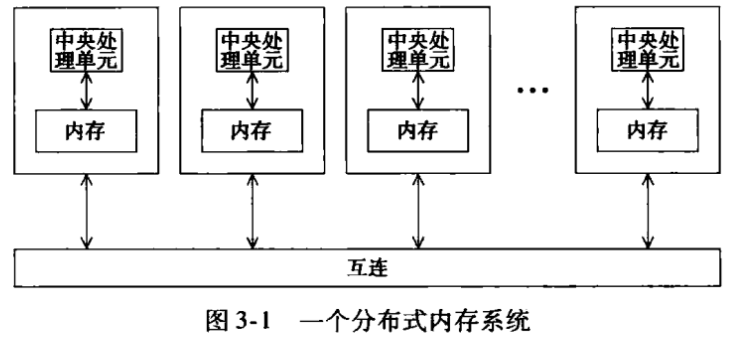 中央处
理单元
内存
中央处
理单元
内存
中央处
理单元
内存
...
中央处
理单元
内存
互连
图 3-1 一个分布式内存系统